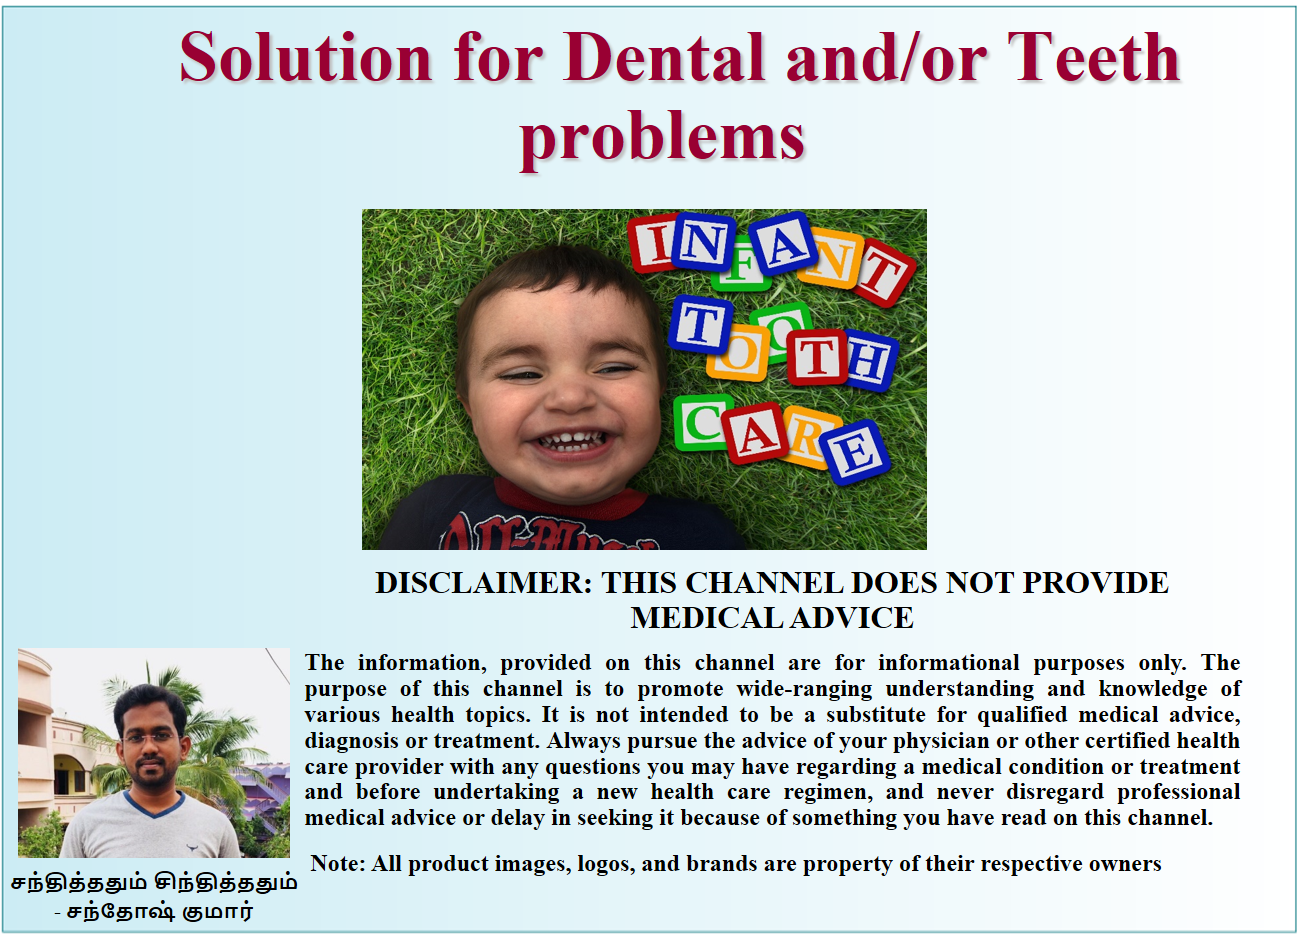 Solution for Dental and/or Teeth
problems
INFANT
TOOTH
CARE
DISCLAIMER: THIS CHANNEL DOES NOT PROVIDE
MEDICAL ADVICE
The information, provided on this channel are for informational purposes only. The
purpose of this channel is to promote wide-ranging understanding and knowledge of
various health topics. It is not intended to be a substitute for qualified medical advice,
diagnosis or treatment. Always pursue the advice of your physician or other certified health
care provider with any questions you may have regarding a medical condition or treatment
and before undertaking a new health care regimen, and never disregard professional
medical advice or delay in seeking it because of something you have read on this channel.
Note: All product images, logos, and brands are property of their respective owners
சந்தித்ததும் சிந்தித்ததும்
- சந்தோஷ் குமார்